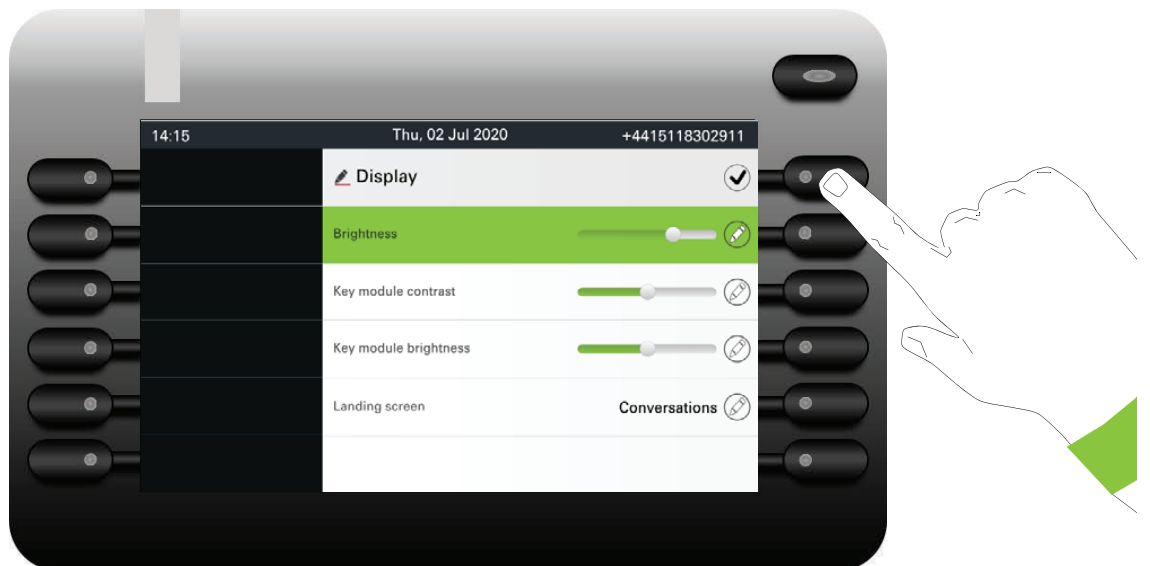 14:15 Thu, 02 Jul 2020 +4415118302911
Display
Brightness
Key module contrast
Key module brightness
Landing screen Conversations